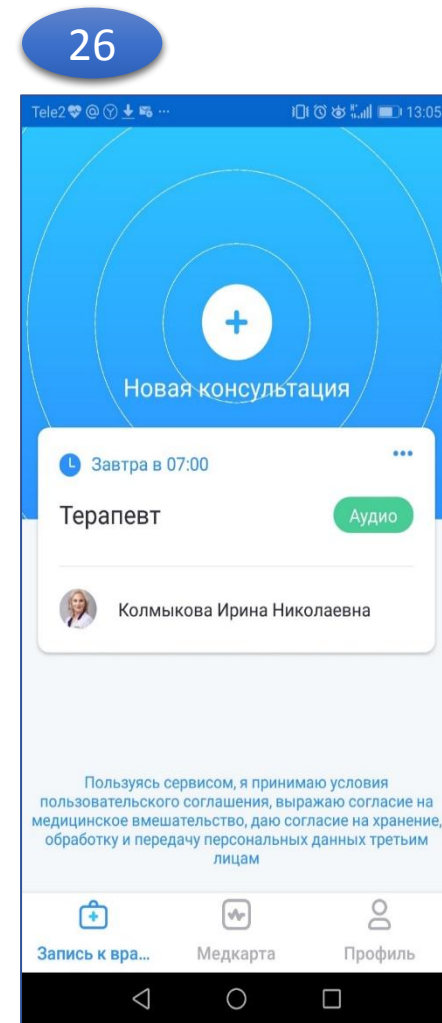 26
Tele2 ... 13:05
Новая консультация
Завтра в 07:00
Терапевт
Аудио
Колмыкова Ирина Николаевна
Пользуясь сервисом, я принимаю условия
пользовательского соглашения, выражаю согласие на
медицинское вмешательство, даю согласие на хранение,
обработку и передачу персональных данных третьим
лицам
Запись к вра... Медкарта Профиль